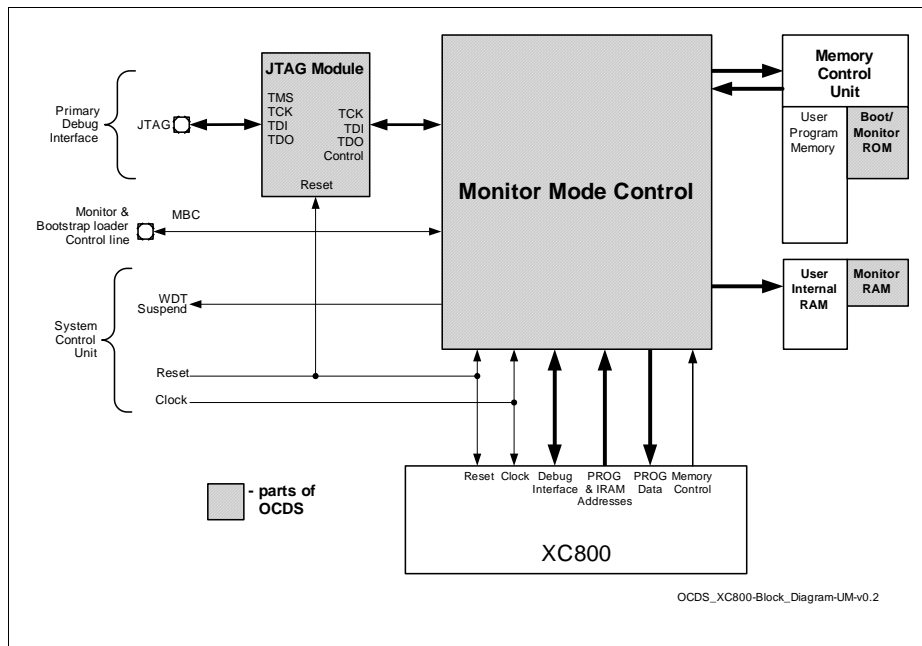 JTAG Module
TMS
TCK
TDI
TDO
TCK
TDI
TDO
Control
Reset
Primary
Debug
Interface
JTAG
Monitor &
Bootstrap loader
Control line
MBC
System
Control
Unit
WDT
Suspend
Reset
Clock
Monitor Mode Control
Memory
Control
Unit
User
Program
Memory
Boot/
Monitor
ROM
User
Internal
RAM
Monitor
RAM
Reset
Clock
Debug
Interface
PROG
& IRAM
Addresses
PROG
Data
Memory
Control
XC800
- parts of
OCDS
OCDS_XC800-Block_Diagram-UM-v0.2